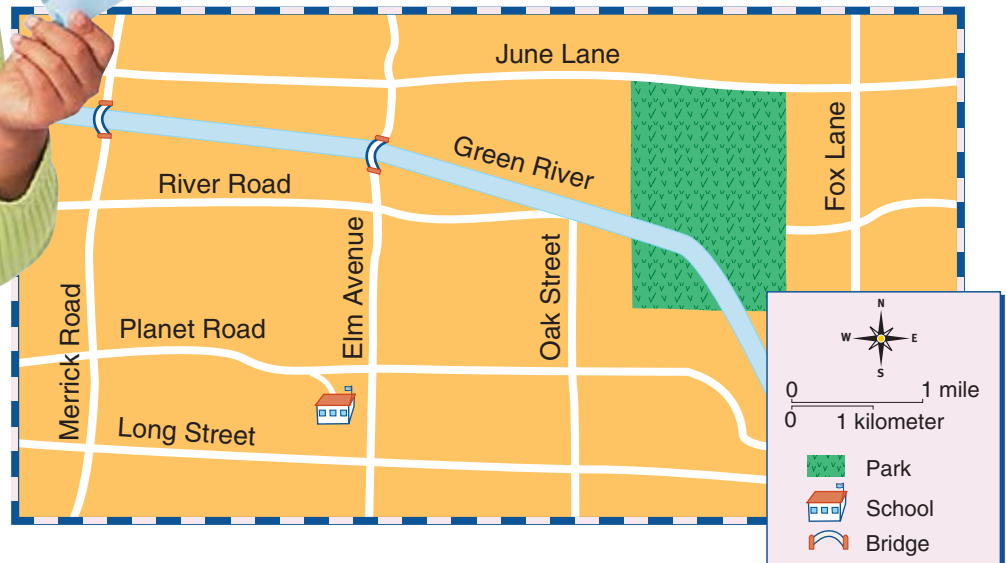 June Lane
Green River
Fox Lane
River Road
Elm Avenue
Oak Street
Merrick Road
Planet Road
Long Street
N
W E
S
0 1 mile
0 1 kilometer
Park
School
Bridge